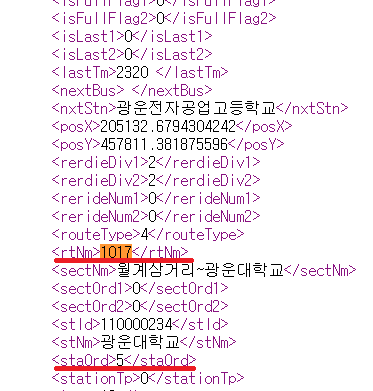 <isFullFlag1>0</isFullFlag1>
<isFullFlag2>0</isFullFlag2>
<isLast1>0</isLast1>
<isLast2>0</isLast2>
<lastTm>2320 </lastTm>
<nextBus> </nextBus>
<nxtStn>광운전자공업고등학교</nxtStn>
<posX>205132.6794304242</posX>
<posY>457811.381875596</posY>
<rerdieDiv1>2</rerdieDiv1>
<rerdieDiv2>2</rerdieDiv2>
<rerideNum1>0</rerideNum1>
<rerideNum2>0</rerideNum2>
<routeType>4</routeType>
<rtNm>1017</rtNm>
<sectNm>월계삼거리~광운대학교</sectNm>
<sectOrd1>0</sectOrd1>
<sectOrd2>0</sectOrd2>
<stId>110000234</stId>
<stNm>광운대학교</stNm>
<staOrd>5</staOrd>
<stationTp>0</stationTp>